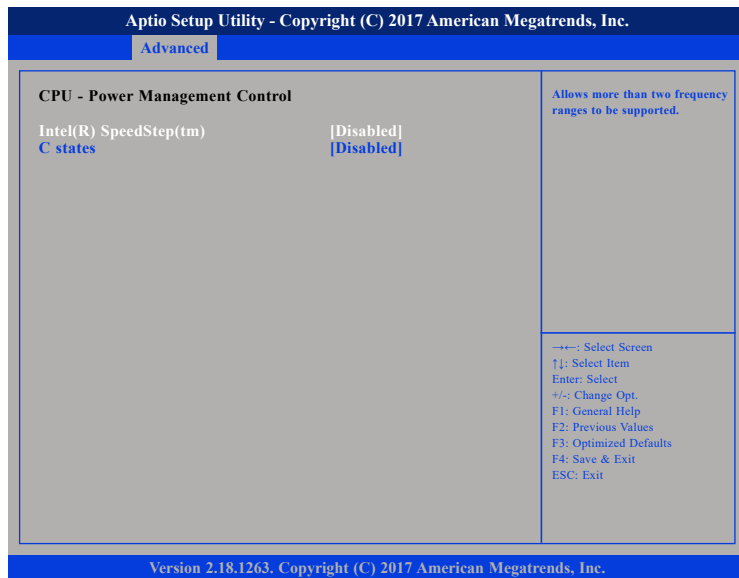 Aptio Setup Utility - Copyright (C) 2017 American Megatrends, Inc.
Advanced
CPU - Power Management Control
Intel(R) SpeedStep(tm) [Disabled]
C states [Disabled]
Allows more than two frequency
ranges to be supported.
→←: Select Screen
↑↓: Select Item
Enter: Select
+/-: Change Opt.
F1: General Help
F2: Previous Values
F3: Optimized Defaults
F4: Save & Exit
ESC: Exit
Version 2.18.1263. Copyright (C) 2017 American Megatrends, Inc.